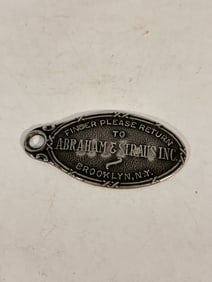 FINDER PLEASE RETURN
TO
ABRAHAM & STRAUS INC.
BROOKLYN, N.Y.